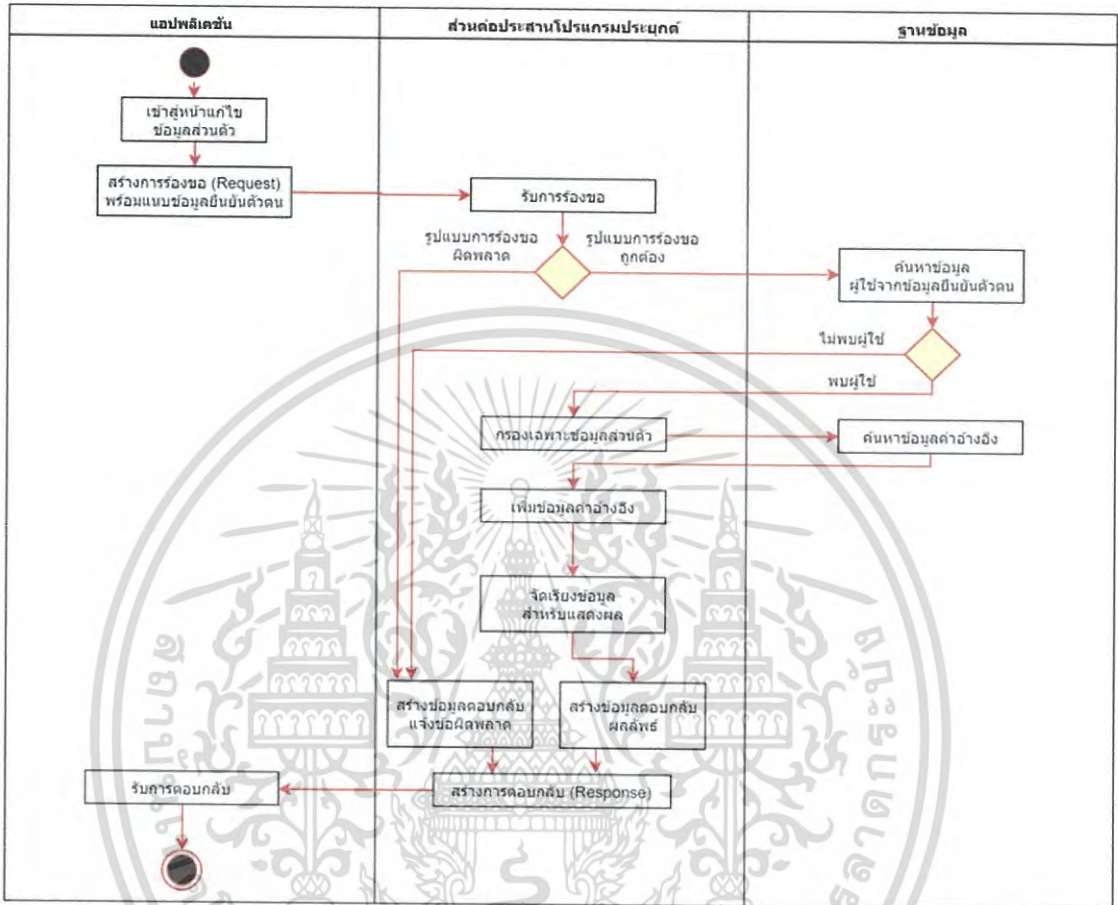 แอปพลิเคชัน
ส่วนต่อประสานโปรแกรมประยุกต์
ฐานข้อมูล
เข้าสู่หน้าแก้ไข
ข้อมูลส่วนตัว
สร้างการร้องขอ (Request)
พร้อมแนบข้อมูลยืนยันตัวตน
รับการร้องขอ
รูปแบบการร้องขอ
ผิดพลาด
รูปแบบการร้องขอ
ถูกต้อง
ค้นหาข้อมูล
ผู้ใช้จากข้อมูลยืนยันตัวตน
ไม่พบผู้ใช้
พบผู้ใช้
กรองเฉพาะข้อมูลส่วนตัว
ค้นหาข้อมูลค่าอ้างอิง
เพิ่มข้อมูลค่าอ้างอิง
จัดเรียงข้อมูล
สำหรับแสดงผล
สร้างข้อมูลตอบกลับ
แจ้งข้อผิดพลาด
สร้างข้อมูลตอบกลับ
ผลลัพธ์
รับการตอบกลับ
สร้างการตอบกลับ (Response)